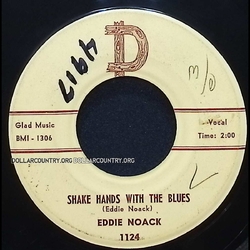 D
4917
M/O
Glad Music
BMI - 1306
Vocal
Time: 2:00
DOLLARCOUNTRY.ORG DOLLARCOUNTRY.ORG
SHAKE HANDS WITH THE BLUES
(Eddie Noack)
EDDIE NOACK
1124